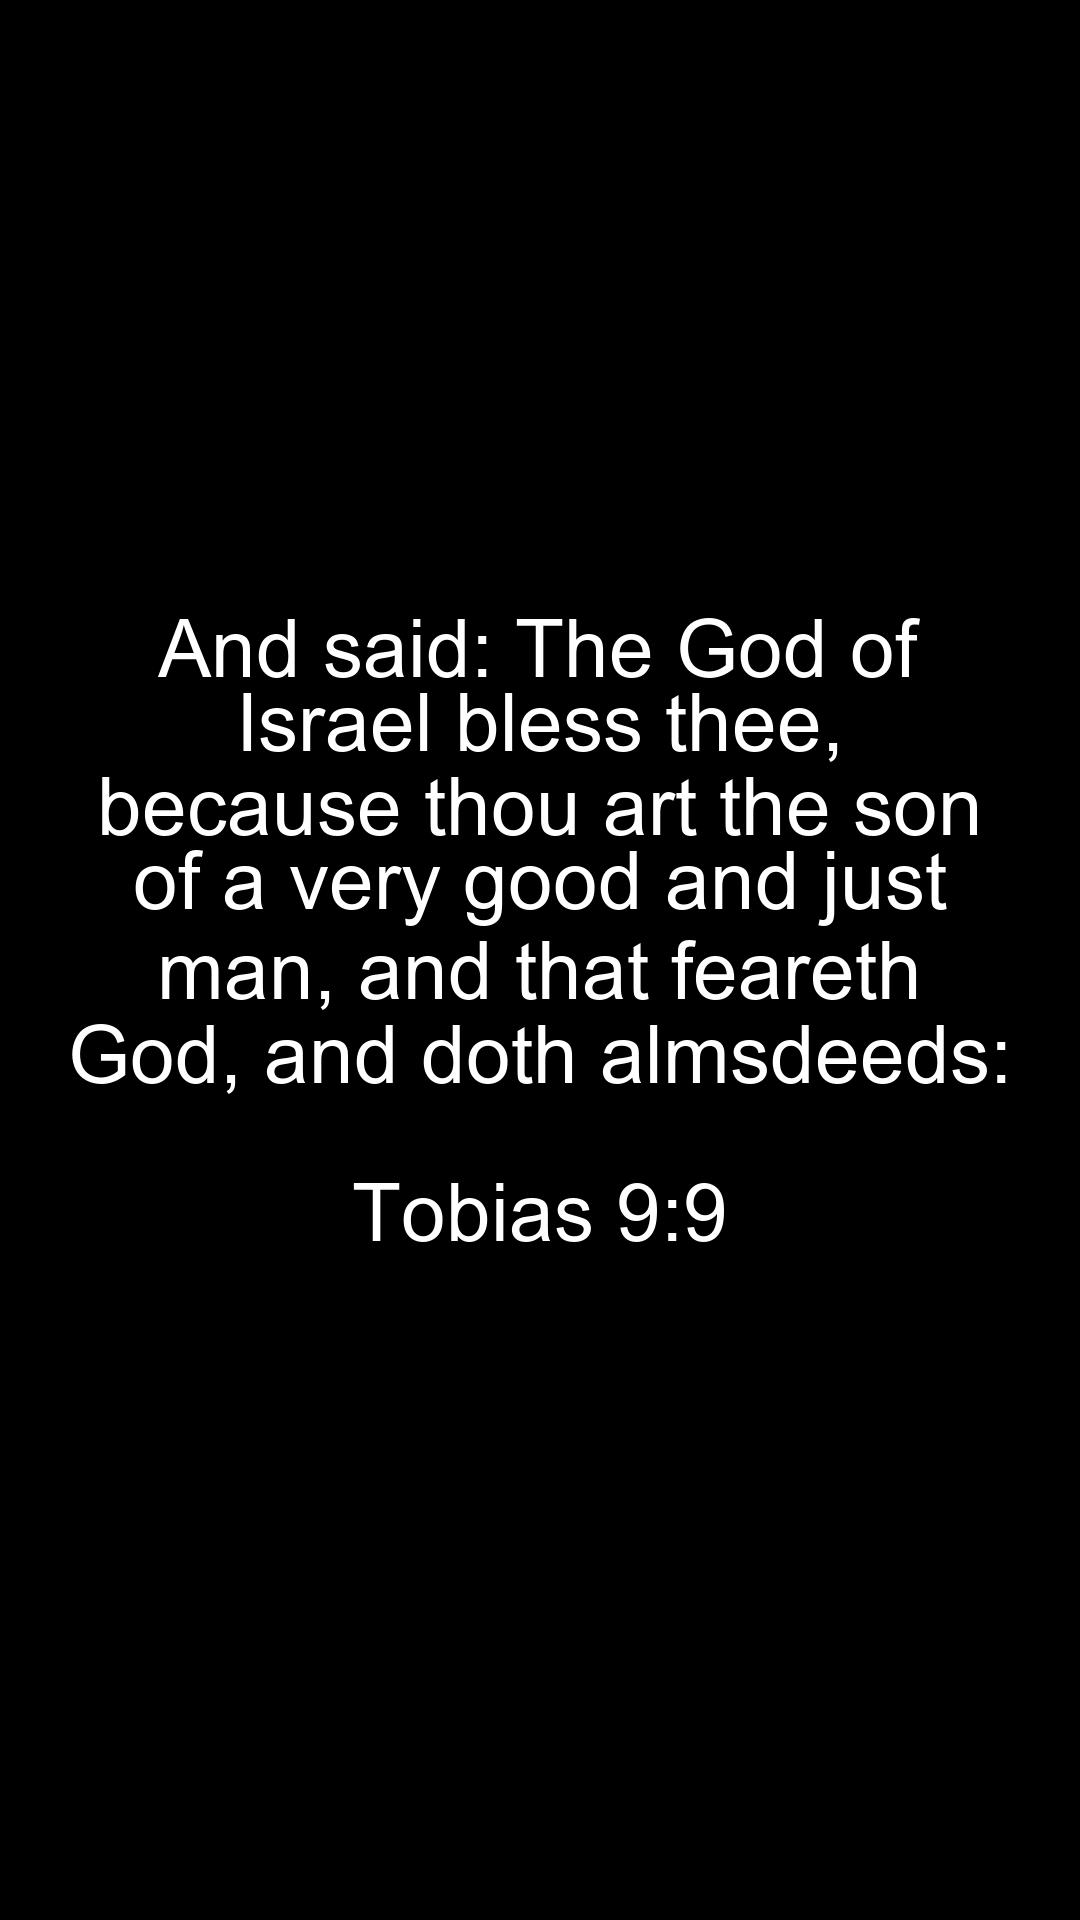 And said: The God of
Israel bless thee,
because thou art the son
of a very good and just
man, and that feareth
God, and doth almsdeeds:
Tobias 9:9